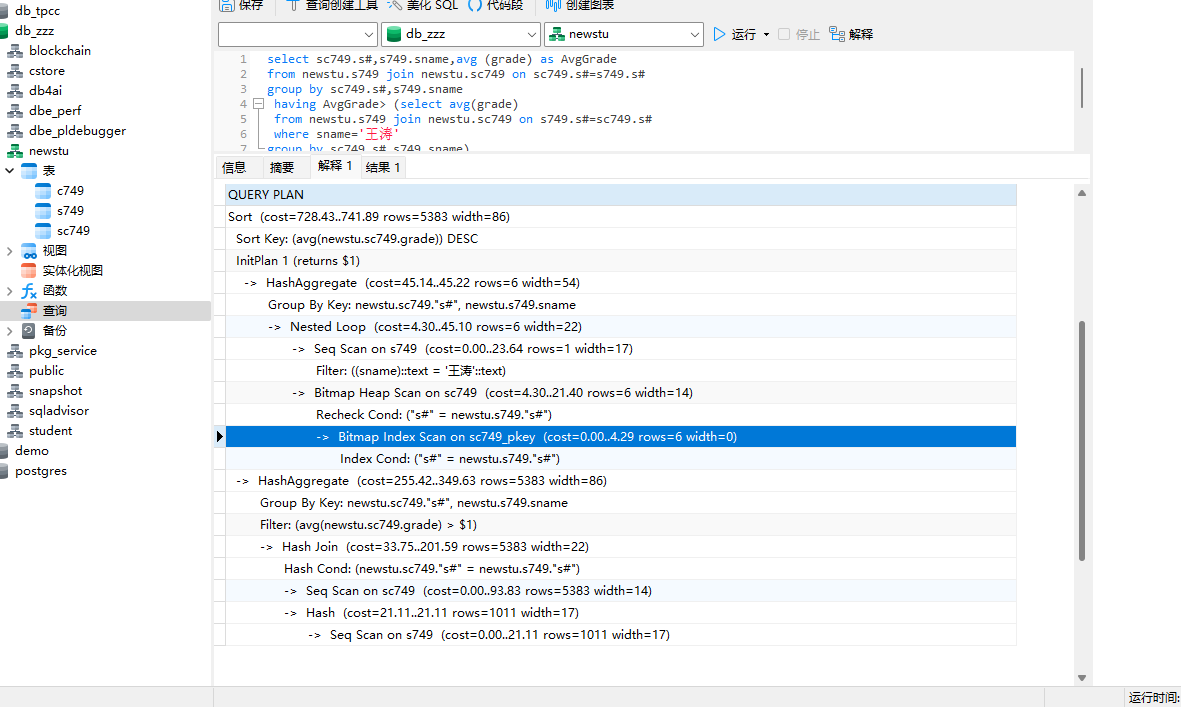 保存 查询创建工具 美化 SQL 代码段 创建图表
db_tpcc
db_zzz
blockchain
cstore
db4ai
dbe_perf
dbe_pldebugger
newstu
表
c749
s749
sc749
视图
实体化视图
函数
查询
备份
pkg_service
public
snapshot
sqladvisor
student
demo
postgres
db_zzz newstu 运行 停止 解释
1 select sc749.s#,s749.sname,avg (grade) as AvgGrade
2 from newstu.s749 join newstu.sc749 on sc749.s#=s749.s#
3 group by sc749.s#,s749.sname
4 having AvgGrade> (select avg(grade)
5 from newstu.s749 join newstu.sc749 on s749.s#=sc749.s#
6 where sname='王涛'
7 group by sc749.s#,s749.sname)
信息 摘要 解释 1 结果 1
QUERY PLAN
Sort (cost=728.43..741.89 rows=5383 width=86)
Sort Key: (avg(newstu.sc749.grade)) DESC
InitPlan 1 (returns $1)
-> HashAggregate (cost=45.14..45.22 rows=6 width=54)
Group By Key: newstu.sc749."s#", newstu.s749.sname
-> Nested Loop (cost=4.30..45.10 rows=6 width=22)
-> Seq Scan on s749 (cost=0.00..23.64 rows=1 width=17)
Filter: ((sname)::text = '王涛'::text)
-> Bitmap Heap Scan on sc749 (cost=4.30..21.40 rows=6 width=14)
Recheck Cond: ("s#" = newstu.s749."s#")
-> Bitmap Index Scan on sc749_pkey (cost=0.00..4.29 rows=6 width=0)
Index Cond: ("s#" = newstu.s749."s#")
-> HashAggregate (cost=255.42..349.63 rows=5383 width=86)
Group By Key: newstu.sc749."s#", newstu.s749.sname
Filter: (avg(newstu.sc749.grade) > $1)
-> Hash Join (cost=33.75..201.59 rows=5383 width=22)
Hash Cond: (newstu.sc749."s#" = newstu.s749."s#")
-> Seq Scan on sc749 (cost=0.00..93.83 rows=5383 width=14)
-> Hash (cost=21.11..21.11 rows=1011 width=17)
-> Seq Scan on s749 (cost=0.00..21.11 rows=1011 width=17)
运行时间: